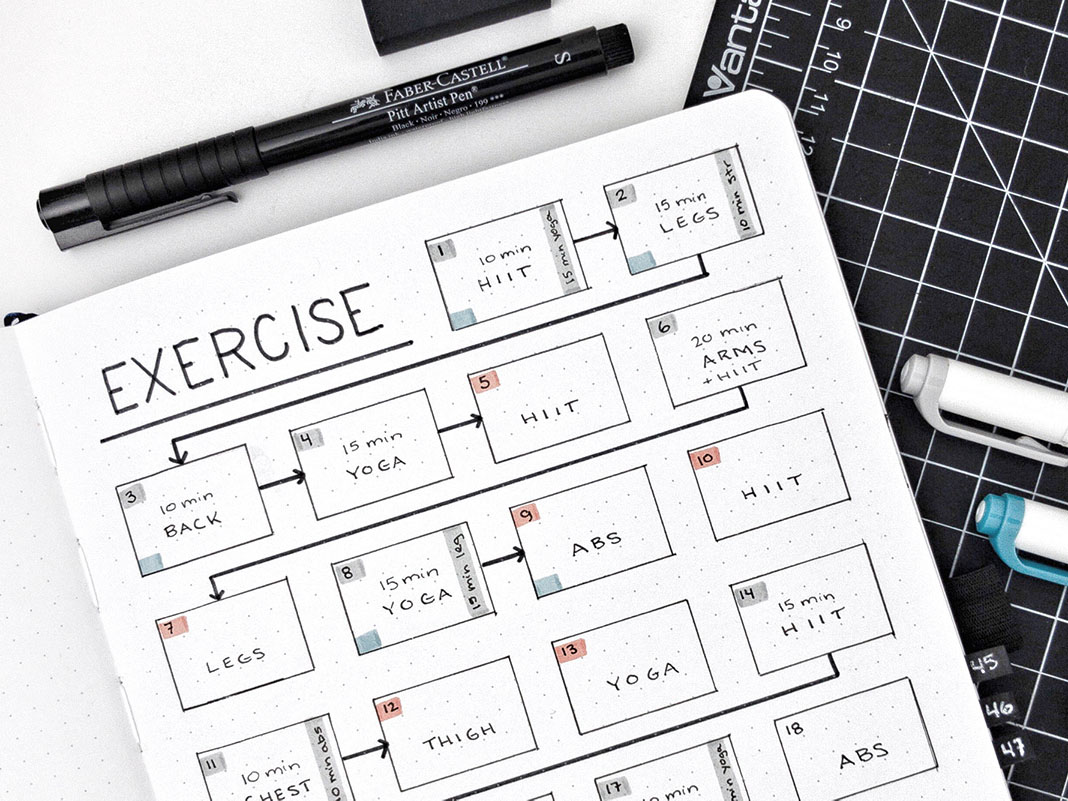 FABER-CASTELL
Pitt Artist Pen®
Black · Noir · Negro · 199 ***
S
Vanta
9
10
11
12
EXERCISE
1
10 min
HIIT
15 min yoga
2
15 min
LEGS
10 min str
3
10 min
BACK
4
15 min
YOGA
5
HIIT
6
20 min
ARMS
+HIIT
7
LEGS
8
15 min
YOGA
min leg
9
ABS
10
HIIT
11
10 min
CHEST
10 min abs
12
THIGH
13
YOGA
14
15 min
HIIT
17
10 min
min yoga
18
ABS
45
46
47